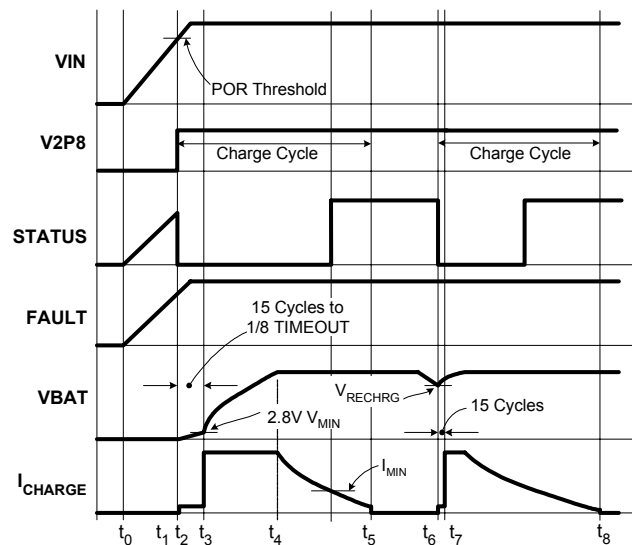 VIN
POR Threshold
V2P8
Charge Cycle
Charge Cycle
STATUS
FAULT
15 Cycles to
1/8 TIMEOUT
VBAT
VRECHRG
2.8V VMIN
15 Cycles
ICHARGE
IMIN
t0 t1 t2 t3 t4 t5 t6 t7 t8